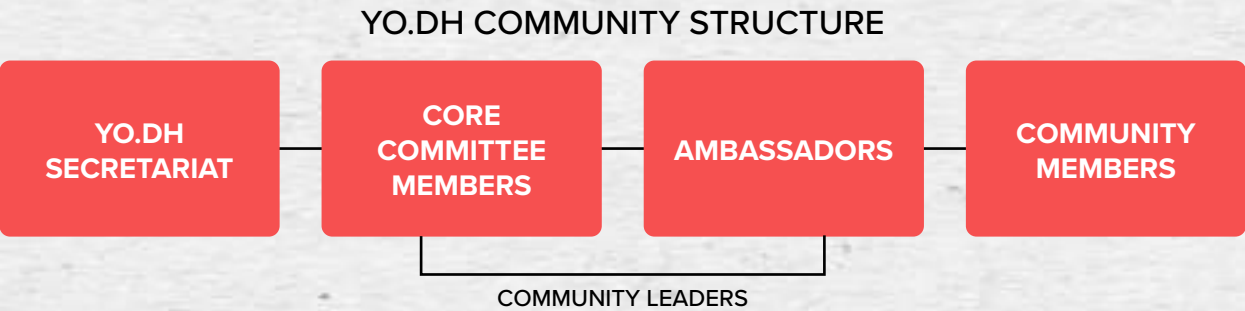 YO.DH COMMUNITY STRUCTURE
YO.DH
SECRETARIAT
CORE
COMMITTEE
MEMBERS
AMBASSADORS
COMMUNITY
MEMBERS
COMMUNITY LEADERS